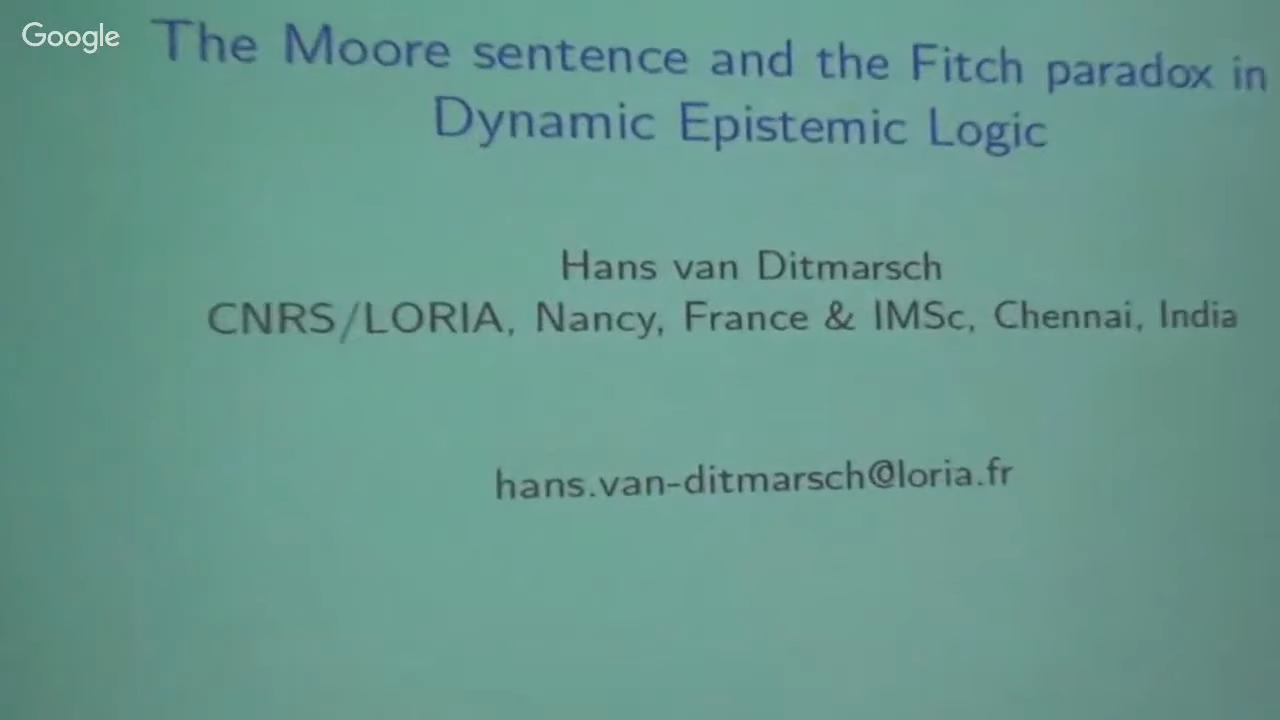 Google
The Moore sentence and the Fitch paradox in
Dynamic Epistemic Logic
Hans van Ditmarsch
CNRS/LORIA, Nancy, France & IMSc, Chennai, India
hans.van-ditmarsch@loria.fr